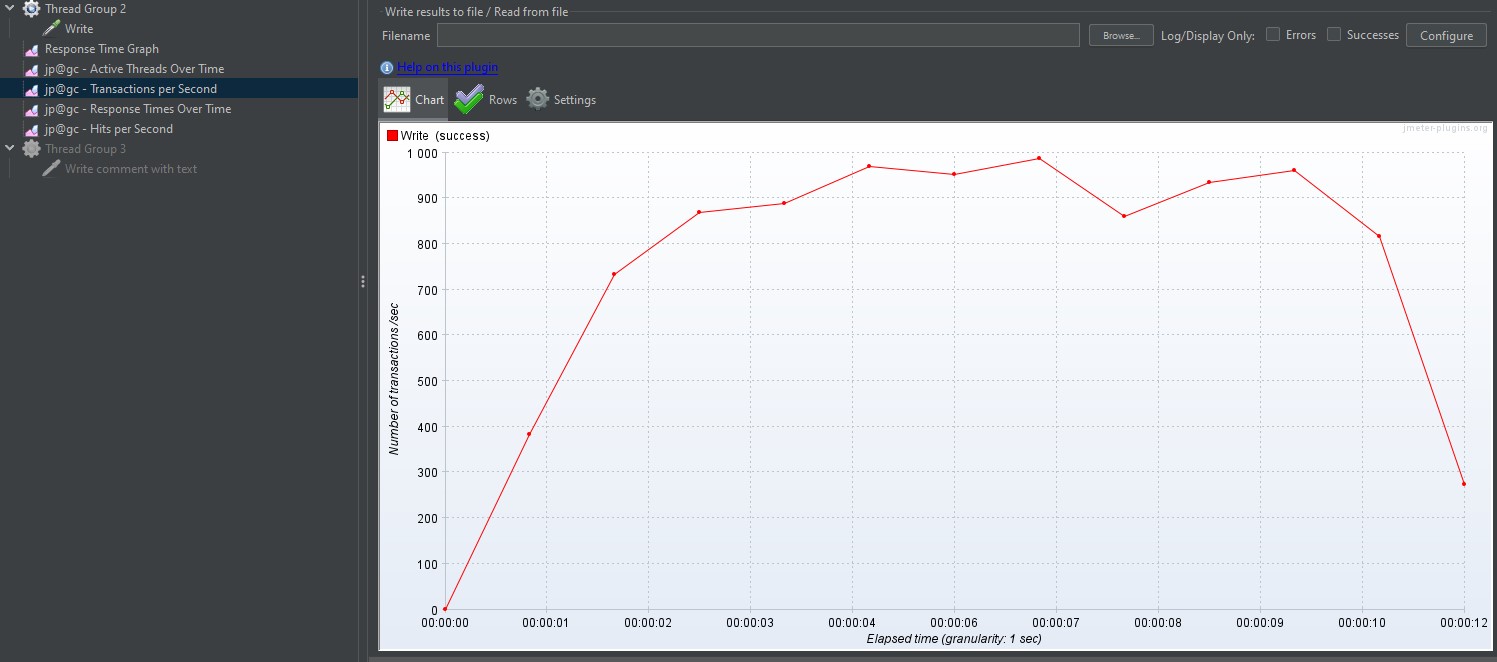 Thread Group 2
Write
Response Time Graph
jp@gc - Active Threads Over Time
jp@gc - Transactions per Second
jp@gc - Response Times Over Time
jp@gc - Hits per Second
Thread Group 3
Write comment with text
Write results to file / Read from file
Filename
Browse...
Log/Display Only:
Errors
Successes
Configure
Help on this plugin
Chart
Rows
Settings
Write (success)
jmeter-plugins.org
1 000
900
800
700
600
500
400
300
200
100
0
Number of transactions /sec
00:00:00 00:00:01 00:00:02 00:00:03 00:00:04 00:00:06 00:00:07 00:00:08 00:00:09 00:00:10 00:00:12
Elapsed time (granularity: 1 sec)